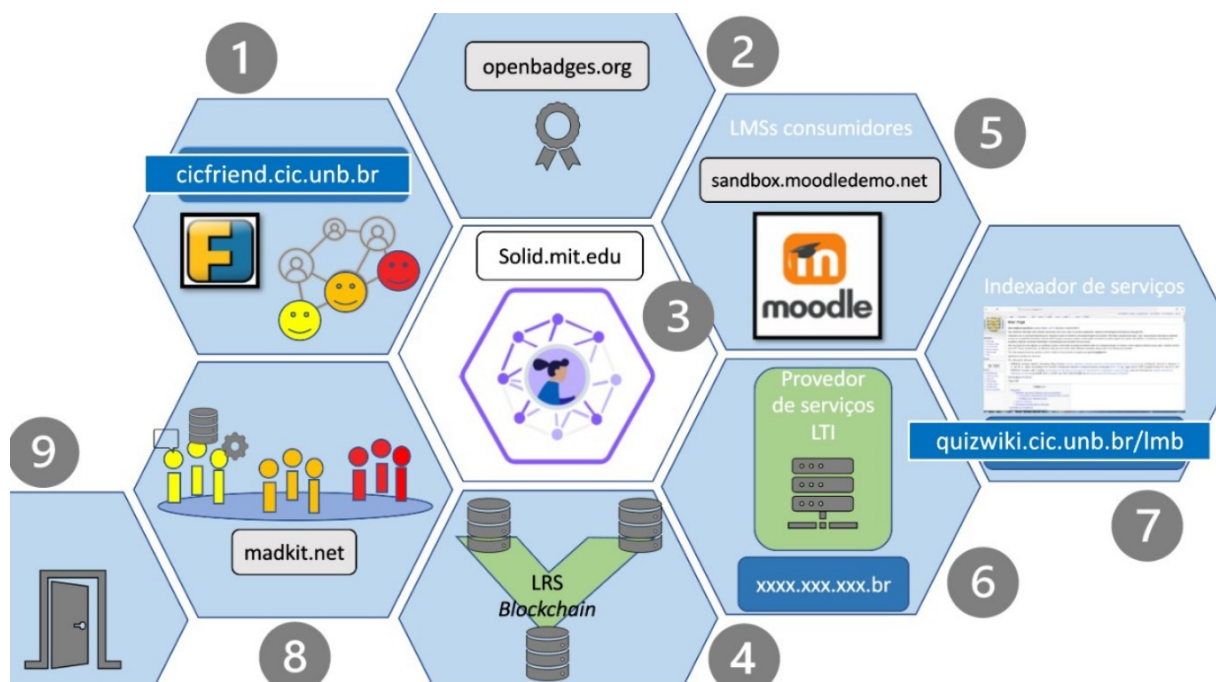 1
openbadges.org
2
cicfriend.cic.unb.br
LMSs consumidores
5
sandbox.moodledemo.net
moodle
Solid.mit.edu
3
Indexador de serviços
quizwiki.cic.unb.br/lmb
7
Provedor
de serviços
LTI
xxxx.xxx.xxx.br
6
9
madkit.net
8
LRS
Blockchain
4